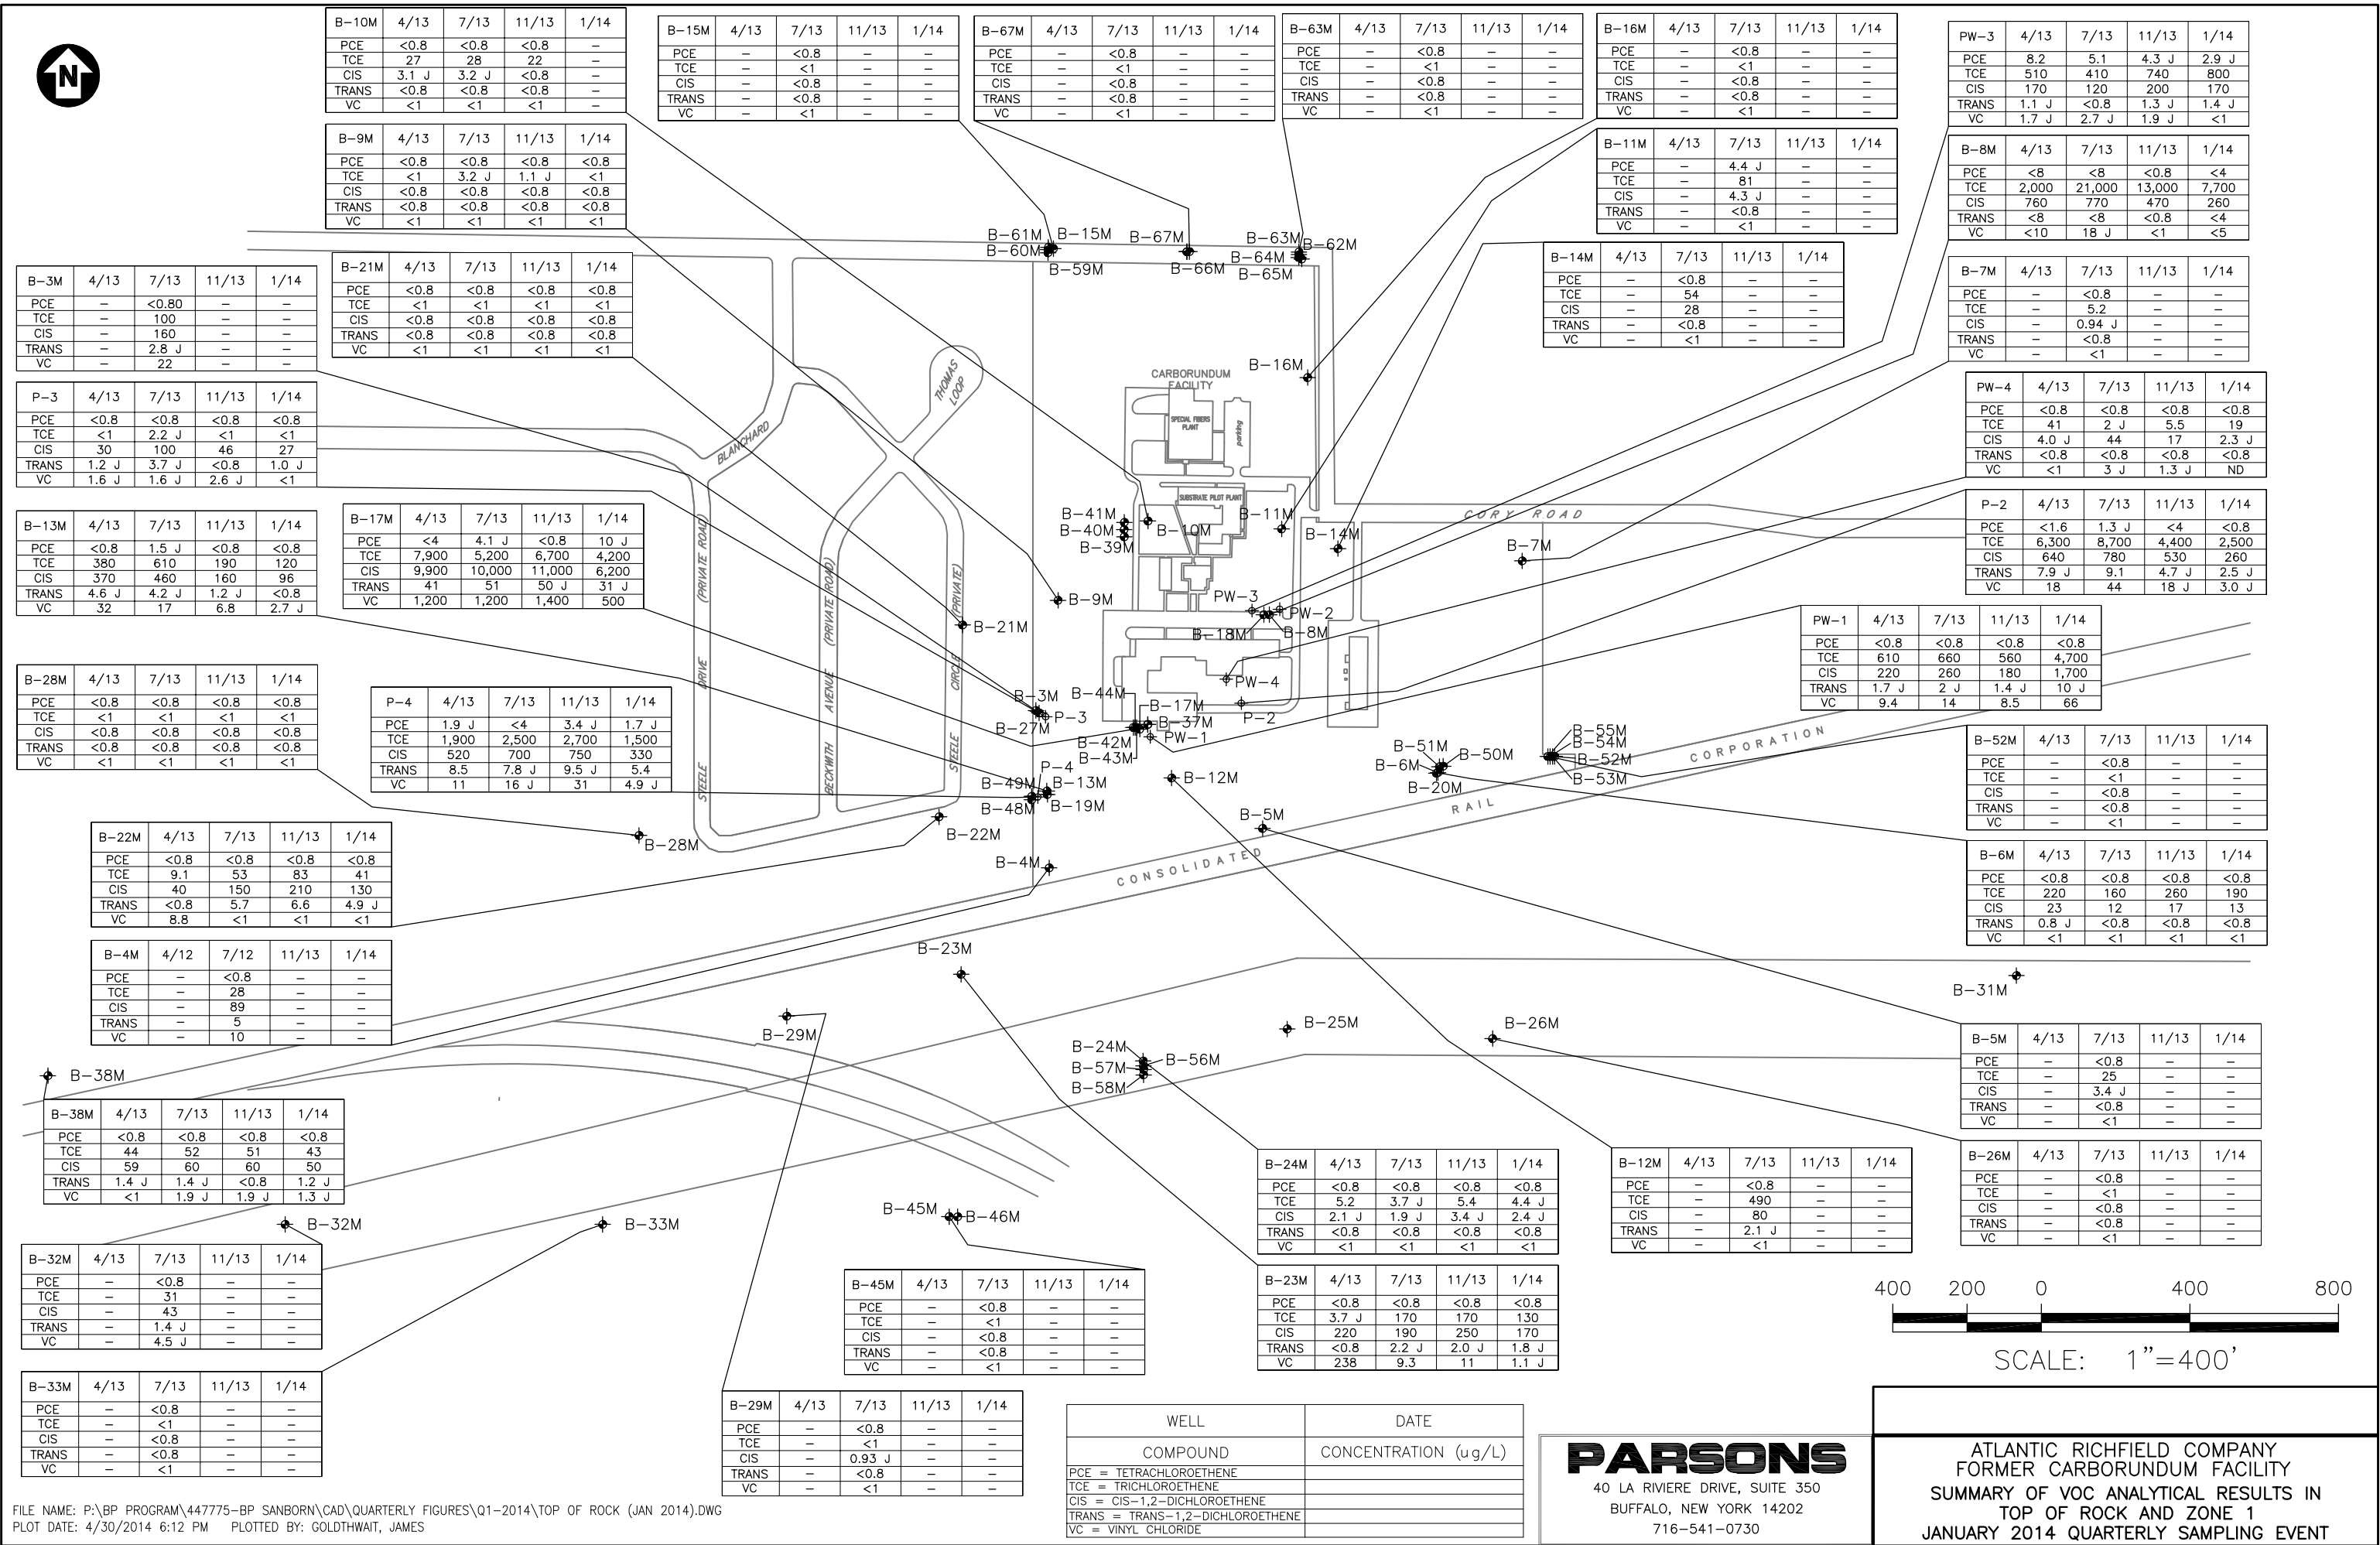 N
B-10M 4/13 7/13 11/13 1/14
PCE <0.8 <0.8 <0.8 –
TCE 27 28 22 –
CIS 3.1 J 3.2 J <0.8 –
TRANS <0.8 <0.8 <0.8 –
VC <1 <1 <1 –
B-15M 4/13 7/13 11/13 1/14
PCE – <0.8 – –
TCE – <1 – –
CIS – <0.8 – –
TRANS – <0.8 – –
VC – <1 – –
B-67M 4/13 7/13 11/13 1/14
PCE – <0.8 – –
TCE – <1 – –
CIS – <0.8 – –
TRANS – <0.8 – –
VC – <1 – –
B-63M 4/13 7/13 11/13 1/14
PCE – <0.8 – –
TCE – <1 – –
CIS – <0.8 – –
TRANS – <0.8 – –
VC – <1 – –
B-16M 4/13 7/13 11/13 1/14
PCE – <0.8 – –
TCE – <1 – –
CIS – <0.8 – –
TRANS – <0.8 – –
VC – <1 – –
PW-3 4/13 7/13 11/13 1/14
PCE 8.2 5.1 4.3 J 2.9 J
TCE 510 410 740 800
CIS 170 120 200 170
TRANS 1.1 J <0.8 1.3 J 1.4 J
VC 1.7 J 2.7 J 1.9 J <1
B-9M 4/13 7/13 11/13 1/14
PCE <0.8 <0.8 <0.8 <0.8
TCE <1 3.2 J 1.1 J <1
CIS <0.8 <0.8 <0.8 <0.8
TRANS <0.8 <0.8 <0.8 <0.8
VC <1 <1 <1 <1
B-11M 4/13 7/13 11/13 1/14
PCE – 4.4 J – –
TCE – 81 – –
CIS – 4.3 J – –
TRANS – <0.8 – –
VC – <1 – –
B-8M 4/13 7/13 11/13 1/14
PCE <8 <8 <0.8 <4
TCE 2,000 21,000 13,000 7,700
CIS 760 770 470 260
TRANS <8 <8 <0.8 <4
VC <10 18 J <1 <5
B-14M 4/13 7/13 11/13 1/14
PCE – <0.8 – –
TCE – 54 – –
CIS – 28 – –
TRANS – <0.8 – –
VC – <1 – –
B-7M 4/13 7/13 11/13 1/14
PCE – <0.8 – –
TCE – 5.2 – –
CIS – 0.94 J – –
TRANS – <0.8 – –
VC – <1 – –
B-3M 4/13 7/13 11/13 1/14
PCE – <0.80 – –
TCE – 100 – –
CIS – 160 – –
TRANS – 2.8 J – –
VC – 22 – –
B-21M 4/13 7/13 11/13 1/14
PCE <0.8 <0.8 <0.8 <0.8
TCE <1 <1 <1 <1
CIS <0.8 <0.8 <0.8 <0.8
TRANS <0.8 <0.8 <0.8 <0.8
VC <1 <1 <1 <1
P-3 4/13 7/13 11/13 1/14
PCE <0.8 <0.8 <0.8 <0.8
TCE <1 2.2 J <1 <1
CIS 30 100 46 27
TRANS 1.2 J 3.7 J <0.8 1.0 J
VC 1.6 J 1.6 J 2.6 J <1
PW-4 4/13 7/13 11/13 1/14
PCE <0.8 <0.8 <0.8 <0.8
TCE 41 2 J 5.5 19
CIS 4.0 J 44 17 2.3 J
TRANS <0.8 <0.8 <0.8 <0.8
VC <1 3 J 1.3 J ND
B-13M 4/13 7/13 11/13 1/14
PCE <0.8 1.5 J <0.8 <0.8
TCE 380 610 190 120
CIS 370 460 160 96
TRANS 4.6 J 4.2 J 1.2 J <0.8
VC 32 17 6.8 2.7 J
B-17M 4/13 7/13 11/13 1/14
PCE <4 4.1 J <0.8 10 J
TCE 7,900 5,200 6,700 4,200
CIS 9,900 10,000 11,000 6,200
TRANS 41 51 50 J 31 J
VC 1,200 1,200 1,400 500
P-2 4/13 7/13 11/13 1/14
PCE <1.6 1.3 J <4 <0.8
TCE 6,300 8,700 4,400 2,500
CIS 640 780 530 260
TRANS 7.9 J 9.1 4.7 J 2.5 J
VC 18 44 18 J 3.0 J
PW-1 4/13 7/13 11/13 1/14
PCE <0.8 <0.8 <0.8 <0.8
TCE 610 660 560 4,700
CIS 220 260 180 1,700
TRANS 1.7 J 2 J 1.4 J 10 J
VC 9.4 14 8.5 66
B-28M 4/13 7/13 11/13 1/14
PCE <0.8 <0.8 <0.8 <0.8
TCE <1 <1 <1 <1
CIS <0.8 <0.8 <0.8 <0.8
TRANS <0.8 <0.8 <0.8 <0.8
VC <1 <1 <1 <1
P-4 4/13 7/13 11/13 1/14
PCE 1.9 J <4 3.4 J 1.7 J
TCE 1,900 2,500 2,700 1,500
CIS 520 700 750 330
TRANS 8.5 7.8 J 9.5 J 5.4
VC 11 16 J 31 4.9 J
B-52M 4/13 7/13 11/13 1/14
PCE – <0.8 – –
TCE – <1 – –
CIS – <0.8 – –
TRANS – <0.8 – –
VC – <1 – –
B-22M 4/13 7/13 11/13 1/14
PCE <0.8 <0.8 <0.8 <0.8
TCE 9.1 53 83 41
CIS 40 150 210 130
TRANS <0.8 5.7 6.6 4.9 J
VC 8.8 <1 <1 <1
B-6M 4/13 7/13 11/13 1/14
PCE <0.8 <0.8 <0.8 <0.8
TCE 220 160 260 190
CIS 23 12 17 13
TRANS 0.8 J <0.8 <0.8 <0.8
VC <1 <1 <1 <1
B-4M 4/12 7/12 11/13 1/14
PCE – <0.8 – –
TCE – 28 – –
CIS – 89 – –
TRANS – 5 – –
VC – 10 – –
B-5M 4/13 7/13 11/13 1/14
PCE – <0.8 – –
TCE – 25 – –
CIS – 3.4 J – –
TRANS – <0.8 – –
VC – <1 – –
B-38M 4/13 7/13 11/13 1/14
PCE <0.8 <0.8 <0.8 <0.8
TCE 44 52 51 43
CIS 59 60 60 50
TRANS 1.4 J 1.4 J <0.8 1.2 J
VC <1 1.9 J 1.9 J 1.3 J
B-24M 4/13 7/13 11/13 1/14
PCE <0.8 <0.8 <0.8 <0.8
TCE 5.2 3.7 J 5.4 4.4 J
CIS 2.1 J 1.9 J 3.4 J 2.4 J
TRANS <0.8 <0.8 <0.8 <0.8
VC <1 <1 <1 <1
B-12M 4/13 7/13 11/13 1/14
PCE – <0.8 – –
TCE – 490 – –
CIS – 80 – –
TRANS – 2.1 J – –
VC – <1 – –
B-26M 4/13 7/13 11/13 1/14
PCE – <0.8 – –
TCE – <1 – –
CIS – <0.8 – –
TRANS – <0.8 – –
VC – <1 – –
B-32M 4/13 7/13 11/13 1/14
PCE – <0.8 – –
TCE – 31 – –
CIS – 43 – –
TRANS – 1.4 J – –
VC – 4.5 J – –
B-45M 4/13 7/13 11/13 1/14
PCE – <0.8 – –
TCE – <1 – –
CIS – <0.8 – –
TRANS – <0.8 – –
VC – <1 – –
B-23M 4/13 7/13 11/13 1/14
PCE <0.8 <0.8 <0.8 <0.8
TCE 3.7 J 170 170 130
CIS 220 190 250 170
TRANS <0.8 2.2 J 2.0 J 1.8 J
VC 238 9.3 11 1.1 J
B-33M 4/13 7/13 11/13 1/14
PCE – <0.8 – –
TCE – <1 – –
CIS – <0.8 – –
TRANS – <0.8 – –
VC – <1 – –
B-29M 4/13 7/13 11/13 1/14
PCE – <0.8 – –
TCE – <1 – –
CIS – 0.93 J – –
TRANS – <0.8 – –
VC – <1 – –
B-61M B-15M B-67M B-63M
B-60M B-64M B-62M
B-59M B-66M B-65M
B-16M
CARBORUNDUM
FACILITY
SPECIAL FIBERS
PLANT
parking
THOMAS
LOOP
BLANCHARD
SUBSTRATE PILOT PLANT
B-41M
B-40M B-10M B-11M
B-39M B-14M
CORY ROAD
B-7M
STEELE DRIVE (PRIVATE ROAD)
BECKWITH AVENUE (PRIVATE ROAD)
STEELE CIRCLE (PRIVATE)
B-9M
B-21M
PW-3 PW-2
B-18M B-8M
PW-4
P-2
B-3M B-44M
P-3 B-17M
B-27M B-37M
B-42M PW-1
B-43M
B-51M B-50M
B-6M
B-20M
B-55M
B-54M
B-52M
B-53M
P-4 B-12M
B-49M B-13M
B-48M B-19M
B-5M
B-28M
B-22M
B-4M
CONSOLIDATED RAIL CORPORATION
B-23M
B-31M
B-29M
B-25M
B-26M
B-24M B-56M
B-57M
B-58M
B-38M
B-32M
B-33M
B-45M B-46M
400 200 0 400 800
SCALE: 1"=400'
WELL DATE
COMPOUND CONCENTRATION (ug/L)
PCE = TETRACHLOROETHENE
TCE = TRICHLOROETHENE
CIS = CIS-1,2-DICHLOROETHENE
TRANS = TRANS-1,2-DICHLOROETHENE
VC = VINYL CHLORIDE
PARSONS
40 LA RIVIERE DRIVE, SUITE 350
BUFFALO, NEW YORK 14202
716-541-0730
ATLANTIC RICHFIELD COMPANY
FORMER CARBORUNDUM FACILITY
SUMMARY OF VOC ANALYTICAL RESULTS IN
TOP OF ROCK AND ZONE 1
JANUARY 2014 QUARTERLY SAMPLING EVENT
FILE NAME: P:\BP PROGRAM\447775-BP SANBORN\CAD\QUARTERLY FIGURES\Q1-2014\TOP OF ROCK (JAN 2014).DWG
PLOT DATE: 4/30/2014 6:12 PM PLOTTED BY: GOLDTHWAIT, JAMES